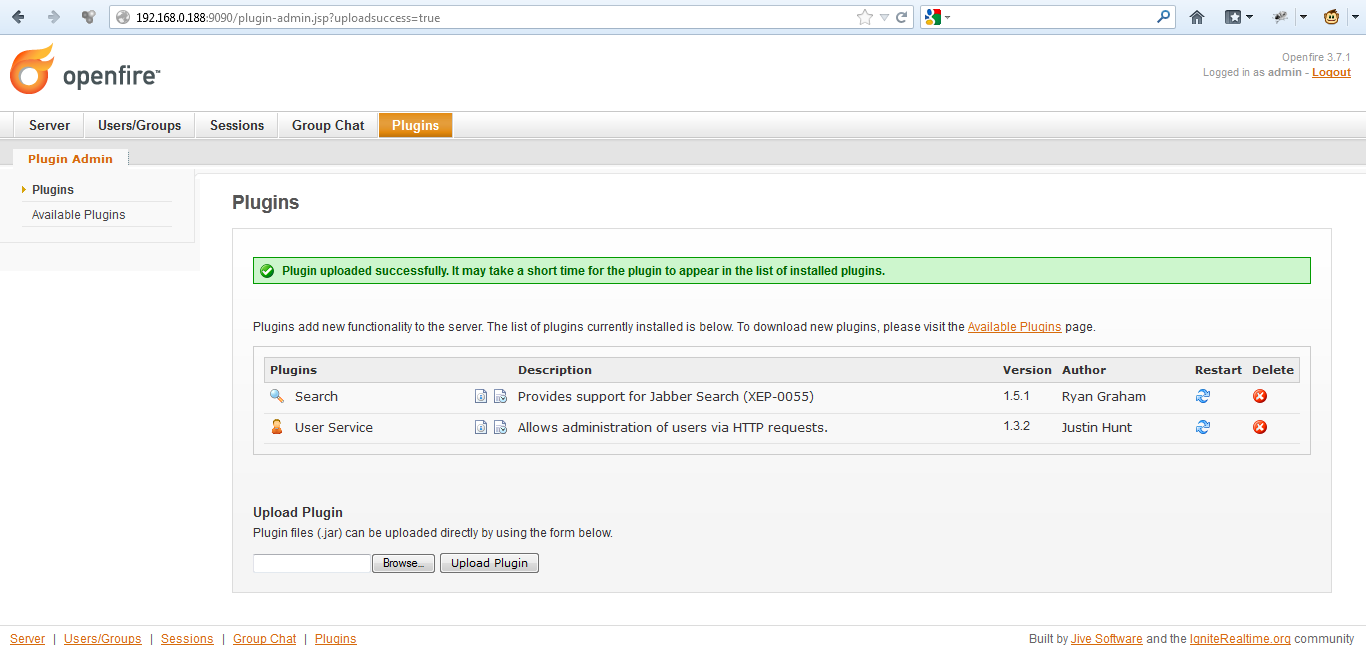 192.168.0.188:9090/plugin-admin.jsp?uploadsuccess=true
openfire™
Openfire 3.7.1
Logged in as admin - Logout
Server Users/Groups Sessions Group Chat Plugins
Plugin Admin
Plugins
Available Plugins
Plugins
Plugin uploaded successfully. It may take a short time for the plugin to appear in the list of installed plugins.
Plugins add new functionality to the server. The list of plugins currently installed is below. To download new plugins, please visit the Available Plugins page.
Plugins Description Version Author Restart Delete
Search Provides support for Jabber Search (XEP-0055) 1.5.1 Ryan Graham
User Service Allows administration of users via HTTP requests. 1.3.2 Justin Hunt
Upload Plugin
Plugin files (.jar) can be uploaded directly by using the form below.
Browse... Upload Plugin
Server | Users/Groups | Sessions | Group Chat | Plugins
Built by Jive Software and the IgniteRealtime.org community